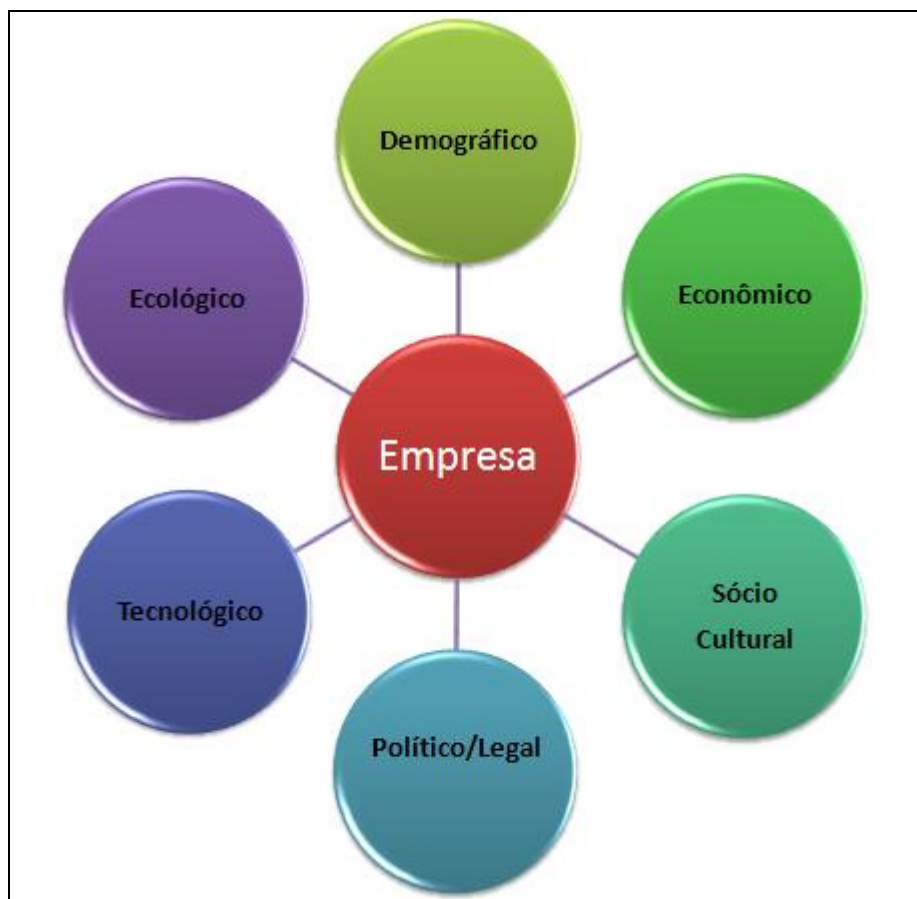 Demográfico
Ecológico
Econômico
Empresa
Tecnológico
Sócio
Cultural
Político/Legal